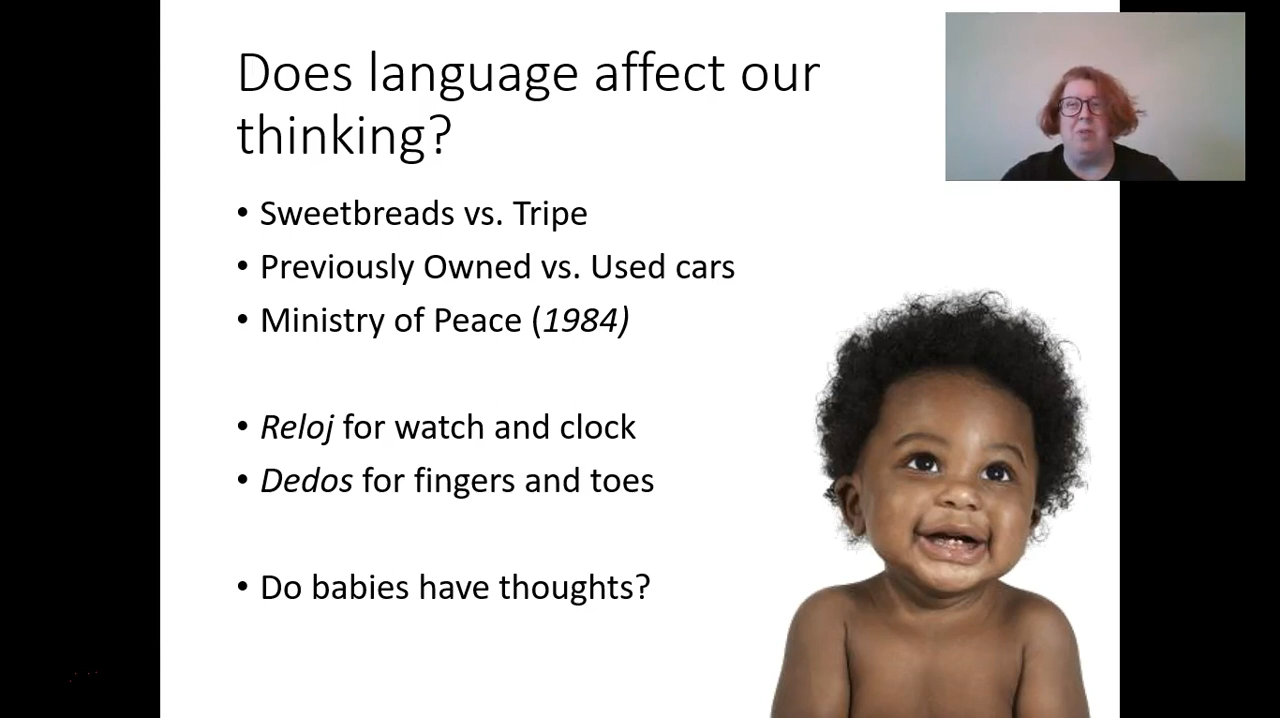 Does language affect our
thinking?
• Sweetbreads vs. Tripe
• Previously Owned vs. Used cars
• Ministry of Peace (1984)
• Reloj for watch and clock
• Dedos for fingers and toes
• Do babies have thoughts?